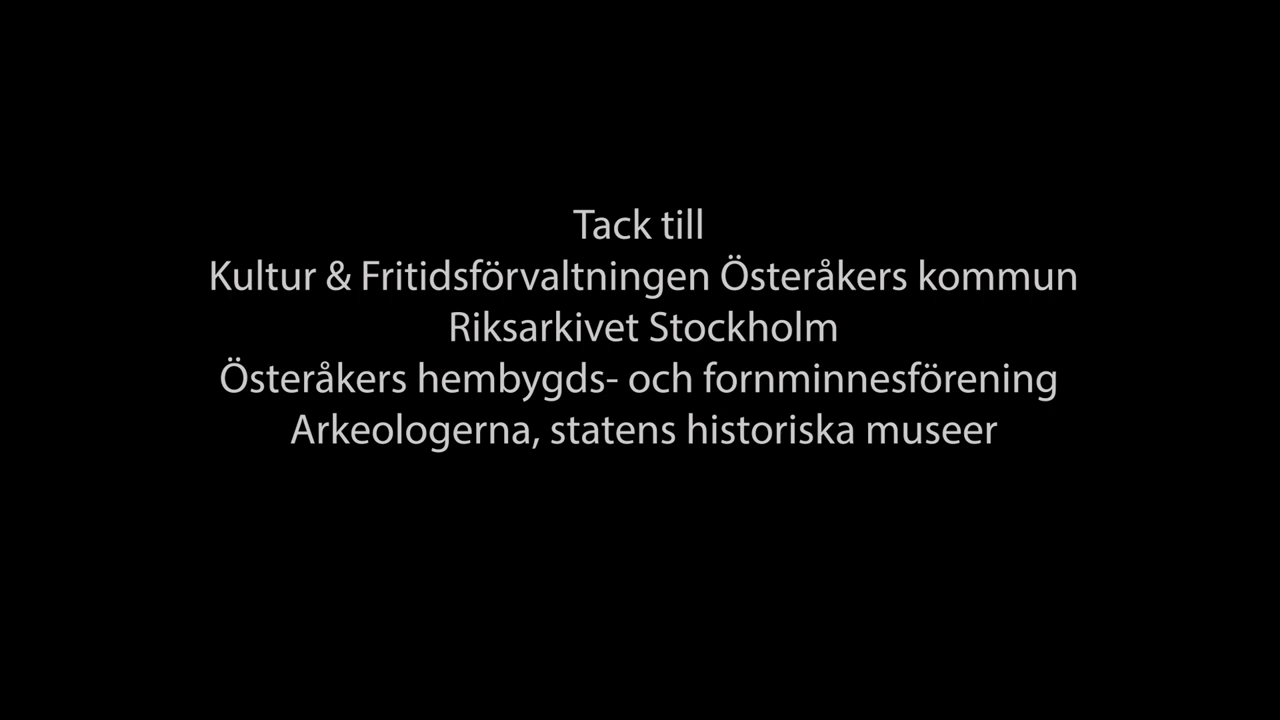 Tack till
Kultur & Fritidsförvaltningen Österåkers kommun
Riksarkivet Stockholm
Österåkers hembygds- och fornminnesförening
Arkeologerna, statens historiska museer